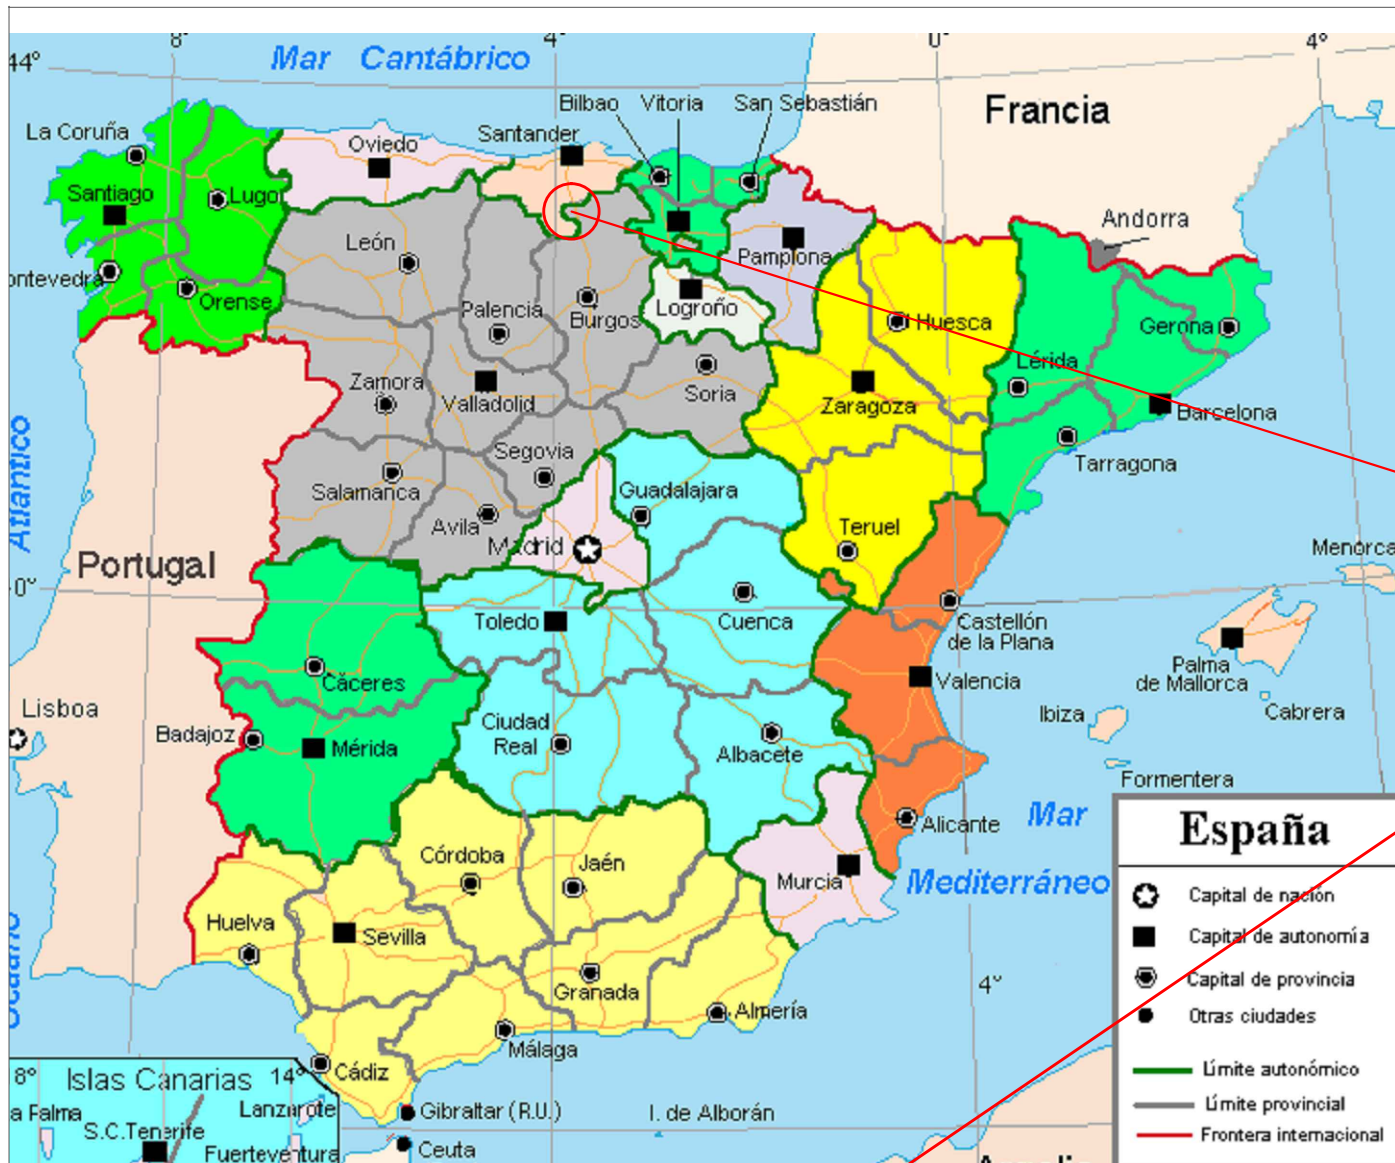 8°
4°
0°
4°
44°
Mar Cantábrico
Bilbao
Vitoria
San Sebastián
Francia
La Coruña
Santander
Oviedo
Santiago
Lugo
Andorra
León
Pamplona
ontevedra
Orense
Palencia
Burgos
Logroño
Huesca
Gerona
Lérida
Zamora
Valladolid
Soria
Zaragoza
Barcelona
Atlántico
Segovia
Tarragona
Salamanca
Guadalajara
Avila
Teruel
Madrid
Menorca
Portugal
0°
Toledo
Cuenca
Castellón
de la Plana
Palma
de Mallorca
Cáceres
Valencia
Lisboa
Ibiza
Cabrera
Badajoz
Ciudad
Real
Mérida
Albacete
Formentera
Mar
Mediterráneo
Alicante
España
Córdoba
Jaén
Murcia
Capital de nación
Huelva
Sevilla
Capital de autonomía
Capital de provincia
4°
Granada
Almería
Otras ciudades
Málaga
Cádiz
8°
Islas Canarias
14°
Límite autonómico
a Palma
Lanzarote
Gibraltar (R.U.)
I. de Alborán
Límite provincial
S.C.Tenerife
Frontera internacional
Fuerteventura
Ceuta